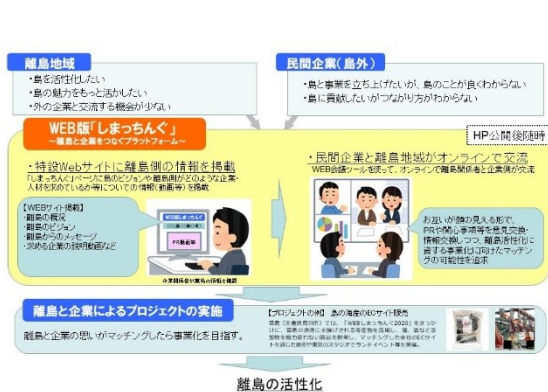 離島地域
・島を活性化したい
・島の魅力をもっと活かしたい
・外の企業と交流する機会が少ない
民間企業(島外)
・島と事業を立ち上げたいが、島のことが良くわからない
・島に貢献したいがつながり方がわからない
WEB版「しまっちんぐ」
～離島と企業をつなぐプラットフォーム～
HP公開後随時
・特設Webサイトに離島側の情報を掲載
「しまっちんぐ」ページに島のビジョンや離島側がどのような企業・
人材を求めているか等についての情報(動画等)を掲載
【WEBサイト掲載】
・離島の概況
・離島のビジョン
・離島からのメッセージ
・求める企業の説明動画など
PR動画等
企業関係者が離島の情報を確認
・民間企業と離島地域がオンラインで交流
WEB会議ツールを使って、オンラインで離島関係者と企業側が交流
お互いが顔の見える形で、
PRや関心事項等を意見交換・
情報交換しつつ、離島活性化に
資する事業化に向けたマッチン
グの可能性を追求
離島と企業によるプロジェクトの実施
離島と企業の思いがマッチングしたら事業化を目指す。
【プロジェクトの例】 島の海産のECサイト販売
離島の活性化